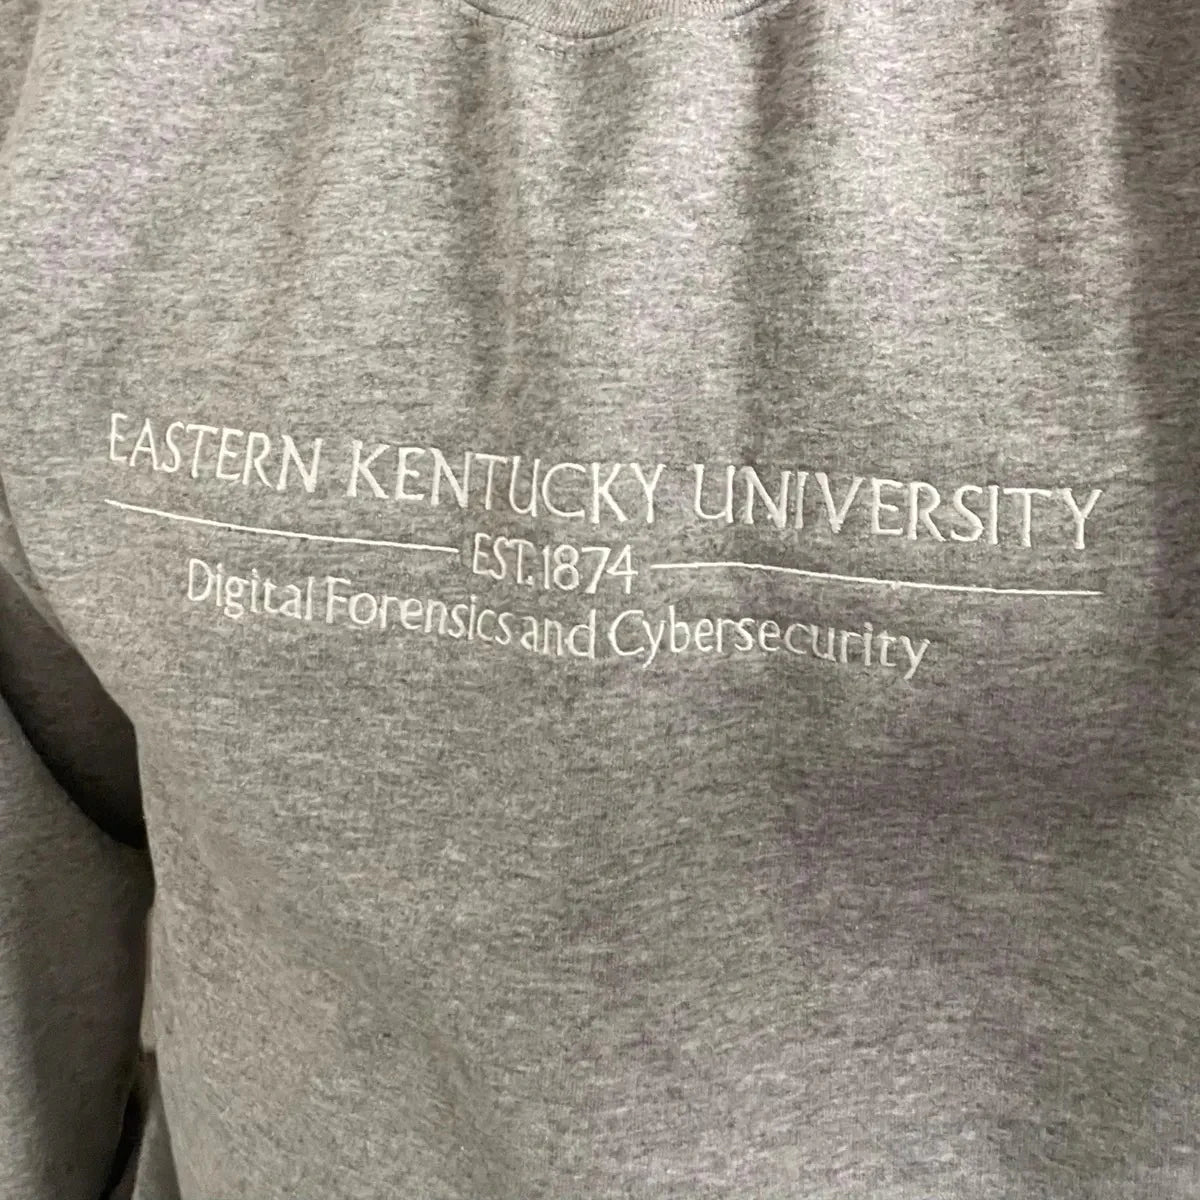 EASTERN KENTUCKY UNIVERSITY
EST.1874
Digital Forensics and Cybersecurity